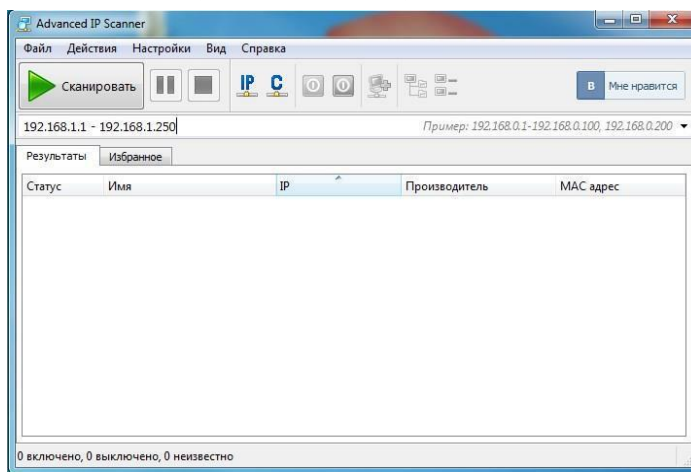 Advanced IP Scanner
Файл Действия Настройки Вид Справка
Сканировать IP C В Мне нравится
192.168.1.1 - 192.168.1.250 Пример: 192.168.0.1-192.168.0.100, 192.168.0.200
Результаты Избранное
Статус Имя IP Производитель MAC адрес
0 включено, 0 выключено, 0 неизвестно